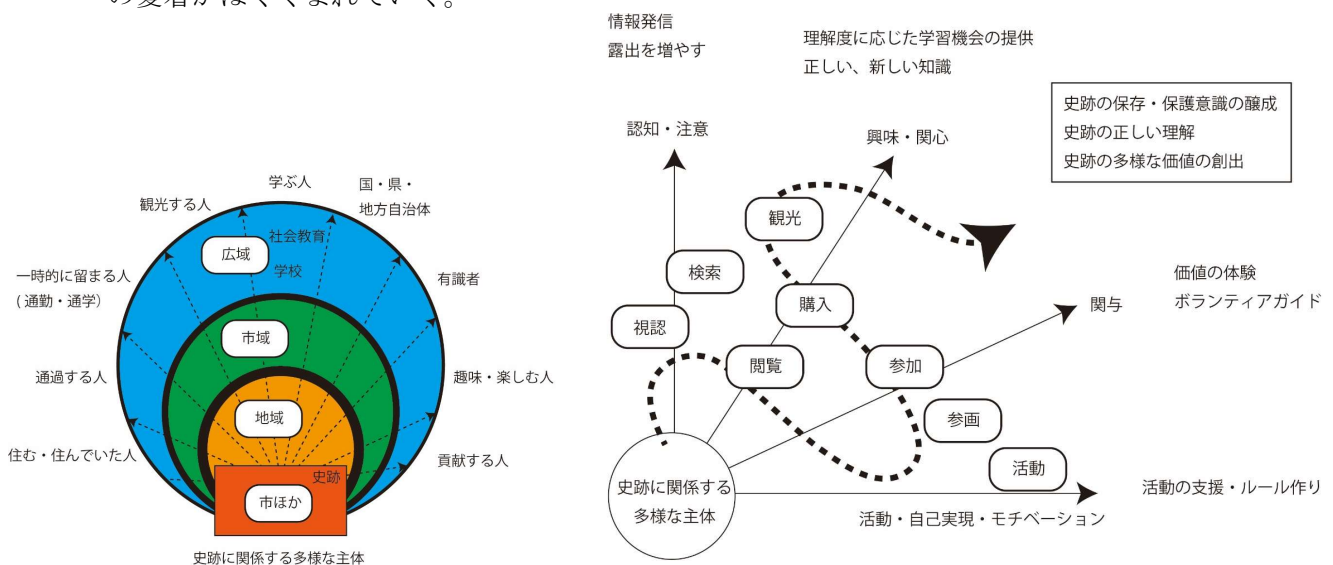 の愛着がはぐくまれていく。
学ぶ人
国・県・
地方自治体
観光する人
社会教育
広域
学校
一時的に留まる人
(通勤・通学）
有識者
市域
通過する人
趣味・楽しむ人
地域
住む・住んでいた人
貢献する人
史跡
市ほか
史跡に関係する多様な主体
情報発信
露出を増やす
理解度に応じた学習機会の提供
正しい、新しい知識
史跡の保存・保護意識の醸成
史跡の正しい理解
史跡の多様な価値の創出
認知・注意
興味・関心
観光
検索
価値の体験
ボランティアガイド
購入
関与
視認
閲覧
参加
参画
活動
史跡に関係する
多様な主体
活動の支援・ルール作り
活動・自己実現・モチベーション